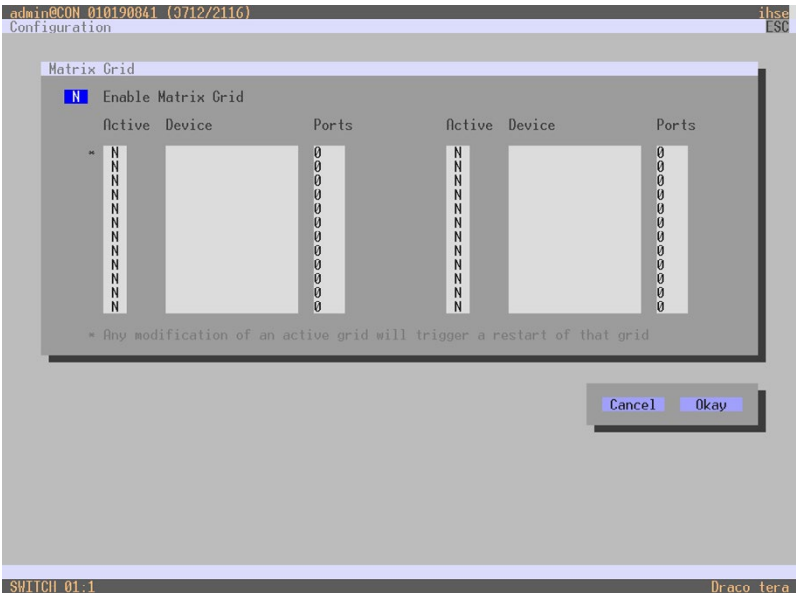 admin@CON 010190841 (J712/2116) ihse
Configuration ESC
Matrix Grid
N Enable Matrix Grid
Active Device Ports Active Device Ports
* N 0 N 0
N 0 N 0
N 0 N 0
N 0 N 0
N 0 N 0
N 0 N 0
N 0 N 0
N 0 N 0
N 0 N 0
N 0 N 0
N 0 N 0
N 0 N 0
* Any modification of an active grid will trigger a restart of that grid
Cancel Okay
SWITCH 01:1 Draco tera